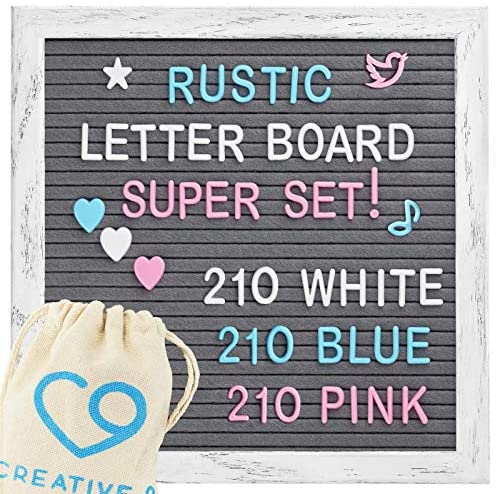 RUSTIC
LETTER BOARD
SUPER SET!
210 WHITE
210 BLUE
210 PINK
CREATIVE